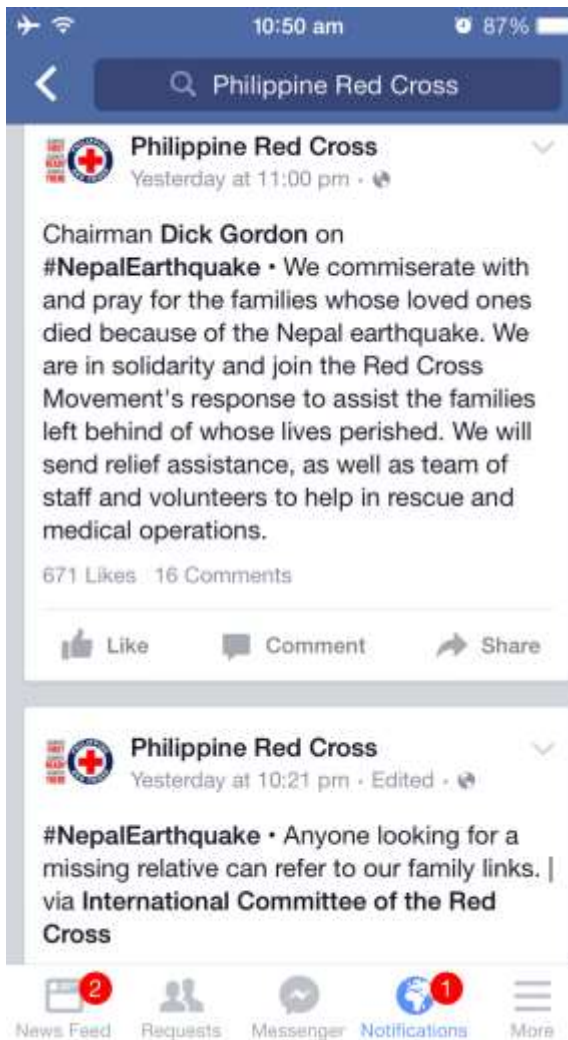 10:50 am
87%
Philippine Red Cross
Philippine Red Cross
Yesterday at 11:00 pm ·
Chairman Dick Gordon on
#NepalEarthquake • We commiserate with
and pray for the families whose loved ones
died because of the Nepal earthquake. We
are in solidarity and join the Red Cross
Movement's response to assist the families
left behind of whose lives perished. We will
send relief assistance, as well as team of
staff and volunteers to help in rescue and
medical operations.
671 Likes 16 Comments
Like Comment Share
Philippine Red Cross
Yesterday at 10:21 pm · Edited ·
#NepalEarthquake • Anyone looking for a
missing relative can refer to our family links. |
via International Committee of the Red
Cross
2 1
News Feed Requests Messenger Notifications More